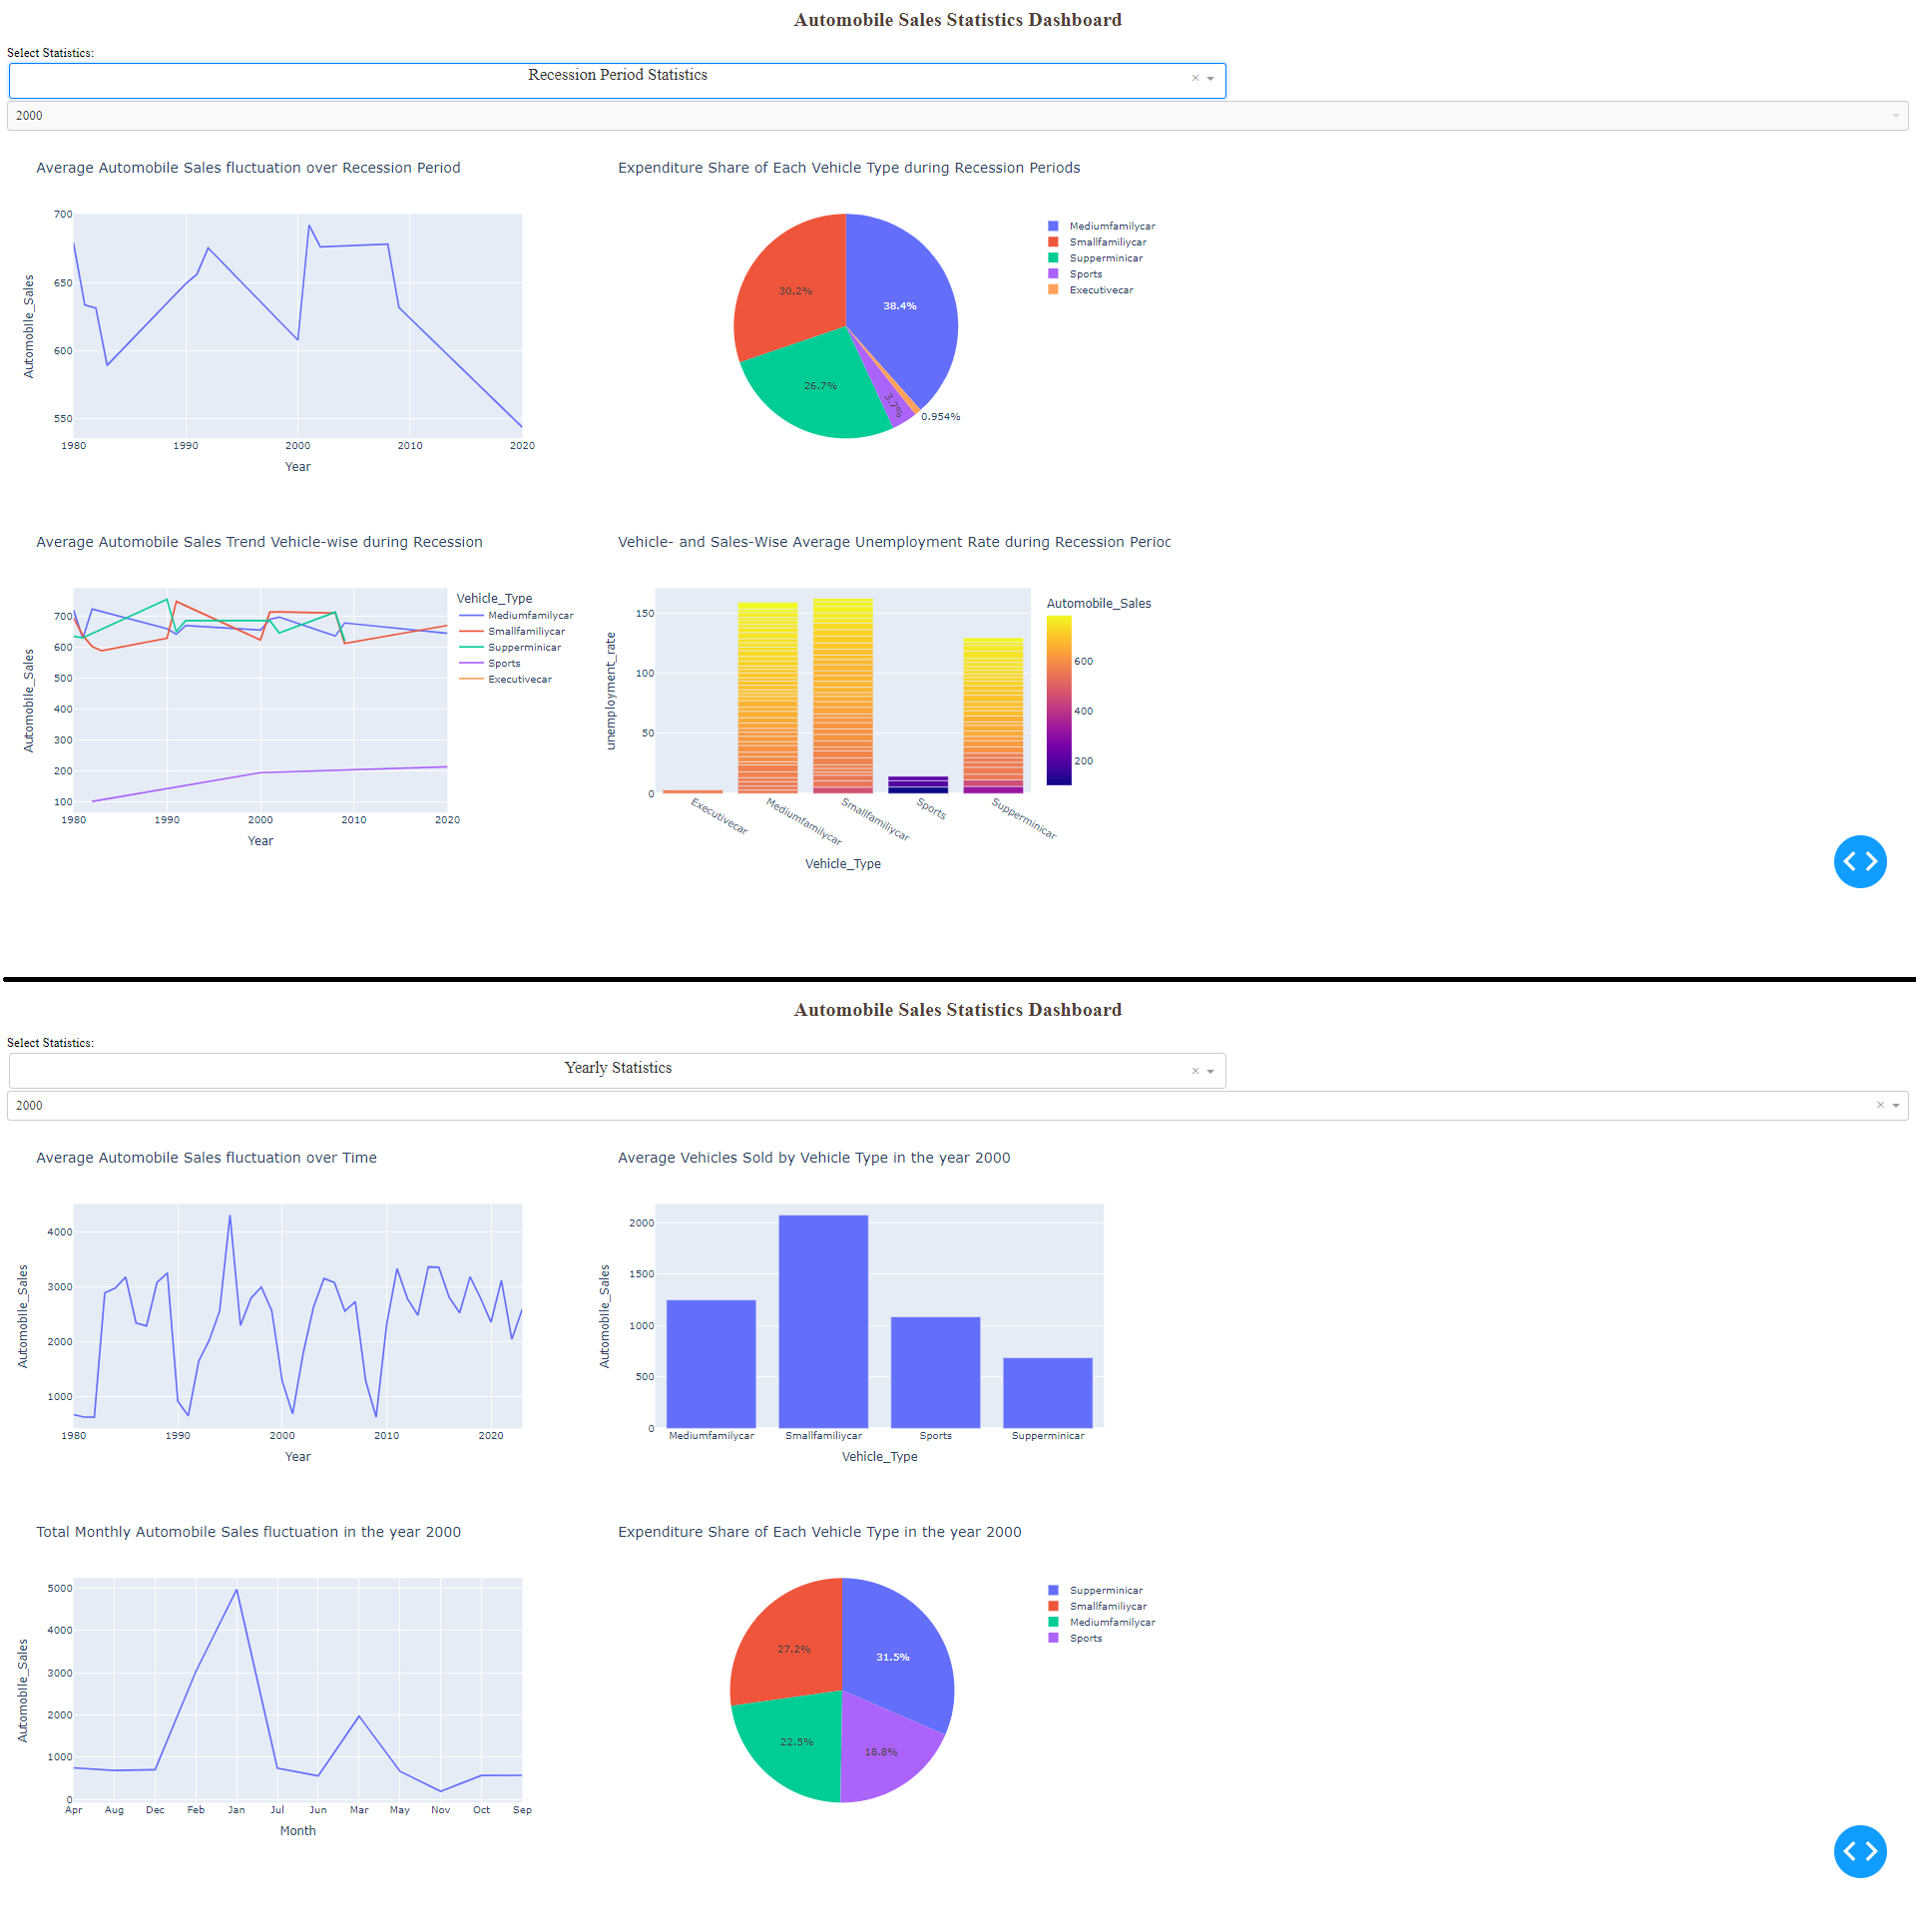 Automobile Sales Statistics Dashboard
Select Statistics:
Recession Period Statistics
× 
2000
Average Automobile Sales fluctuation over Recession Period
700
650
600
550
Automobile_Sales
1980 1990 2000 2010 2020
Year
Expenditure Share of Each Vehicle Type during Recession Periods
30.2%
38.4%
26.7%
3.7%
0.954%
Mediumfamilycar
Smallfamiliycar
Supperminicar
Sports
Executivecar
Average Automobile Sales Trend Vehicle-wise during Recession
700
600
500
400
300
200
100
Automobile_Sales
1980 1990 2000 2010 2020
Year
Vehicle_Type
Mediumfamilycar
Smallfamiliycar
Supperminicar
Sports
Executivecar
Vehicle- and Sales-Wise Average Unemployment Rate during Recession Perioc
150
100
50
0
unemployment_rate
Executivecar Mediumfamilycar Smallfamiliycar Sports Supperminicar
Vehicle_Type
Automobile_Sales
600
400
200
Automobile Sales Statistics Dashboard
Select Statistics:
Yearly Statistics
×
2000
×
Average Automobile Sales fluctuation over Time
4000
3000
2000
1000
Automobile_Sales
1980 1990 2000 2010 2020
Year
Average Vehicles Sold by Vehicle Type in the year 2000
2000
1500
1000
500
0
Automobile_Sales
Mediumfamilycar Smallfamiliycar Sports Supperminicar
Vehicle_Type
Total Monthly Automobile Sales fluctuation in the year 2000
5000
4000
3000
2000
1000
0
Automobile_Sales
Apr Aug Dec Feb Jan Jul Jun Mar May Nov Oct Sep
Month
Expenditure Share of Each Vehicle Type in the year 2000
27.2%
31.5%
22.5%
18.8%
Supperminicar
Smallfamiliycar
Mediumfamilycar
Sports